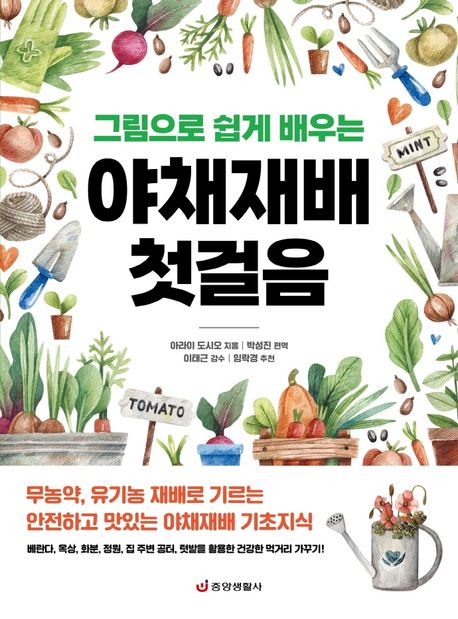 그림으로 쉽게 배우는
야채재배
첫걸음
MINT
아라이 도시오 지음 | 박성진 편역
이태근 감수 | 임락경 추천
TOMATO
무농약, 유기농 재배로 기르는
안전하고 맛있는 야채재배 기초지식
베란다, 옥상, 화분, 정원, 집 주변 공터, 텃밭을 활용한 건강한 먹거리 가꾸기!
중앙생활사